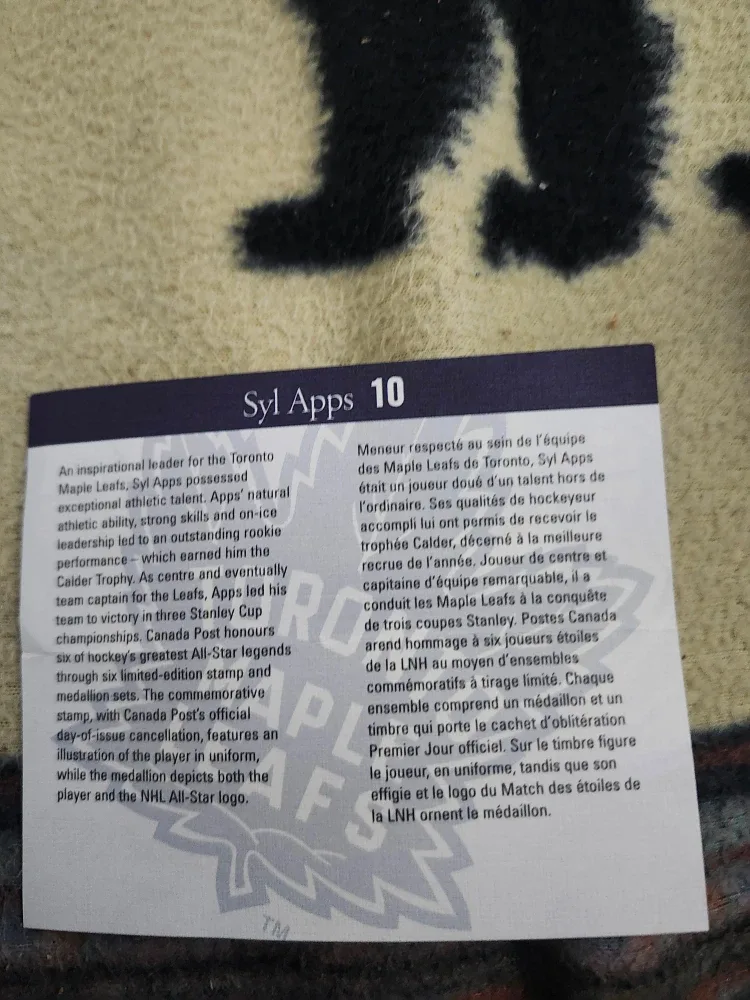 Syl Apps 10
An inspirational leader for the Toronto
Maple Leafs, Syl Apps possessed
exceptional athletic talent. Apps' natural
athletic ability, strong skills and on-ice
leadership led to an outstanding rookie
performance – which earned him the
Calder Trophy. As centre and eventually
team captain for the Leafs, Apps led his
team to victory in three Stanley Cup
championships. Canada Post honours
six of hockey's greatest All-Star legends
through six limited-edition stamp and
medallion sets. The commemorative
stamp, with Canada Post's official
day-of-issue cancellation, features an
illustration of the player in uniform,
while the medallion depicts both the
player and the NHL All-Star logo.
Meneur respecté au sein de l'équipe
des Maple Leafs de Toronto, Syl Apps
était un joueur doué d'un talent hors de
l'ordinaire. Ses qualités de hockeyeur
accompli lui ont permis de recevoir le
trophée Calder, décerné à la meilleure
recrue de l'année. Joueur de centre et
capitaine d'équipe remarquable, il a
conduit les Maple Leafs à la conquête
de trois coupes Stanley. Postes Canada
arend hommage à six joueurs étoiles
de la LNH au moyen d'ensembles
commémoratifs à tirage limité. Chaque
ensemble comprend un médaillon et un
timbre qui porte le cachet d'oblitération
Premier Jour officiel. Sur le timbre figure
le joueur, en uniforme, tandis que son
effigie et le logo du Match des étoiles de
la LNH ornent le médaillon.
TORONTO
MAPLE
LEAFS
TM